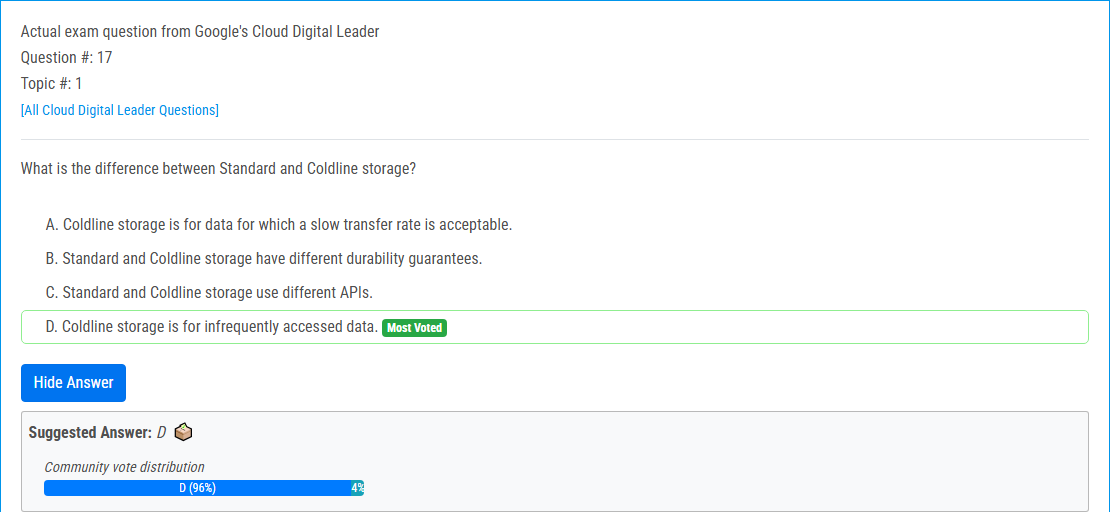 Actual exam question from Google's Cloud Digital Leader
Question #: 17
Topic #: 1
[All Cloud Digital Leader Questions]
What is the difference between Standard and Coldline storage?
A. Coldline storage is for data for which a slow transfer rate is acceptable.
B. Standard and Coldline storage have different durability guarantees.
C. Standard and Coldline storage use different APIs.
D. Coldline storage is for infrequently accessed data. Most Voted
Hide Answer
Suggested Answer: D
Community vote distribution
D (96%) 4%